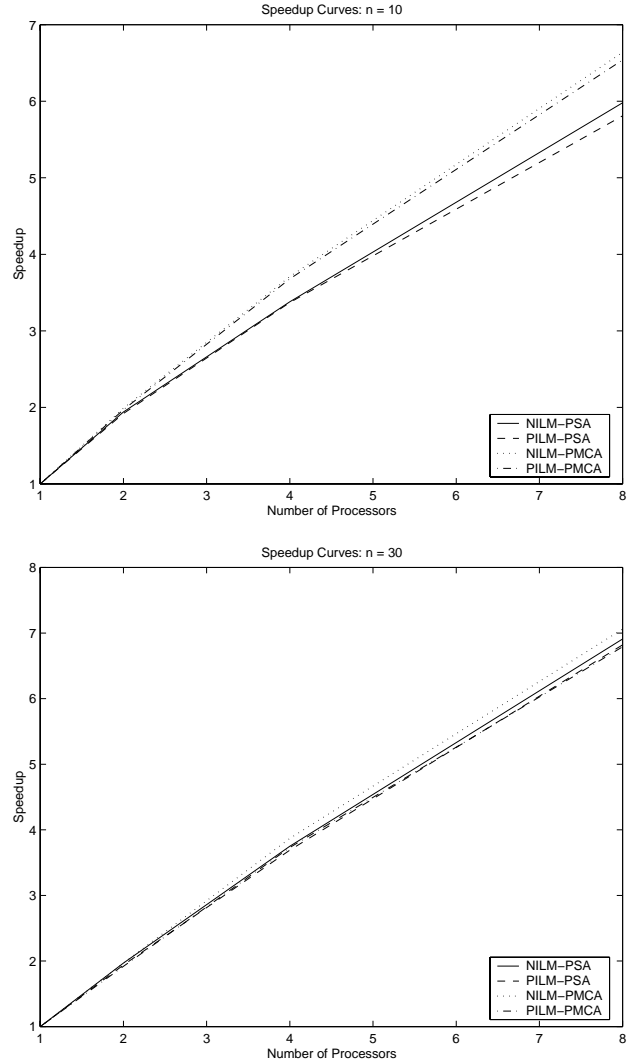 Speedup Curves: n = 10
7
6
5
4
3
2
1
Speedup
1 2 3 4 5 6 7 8
Number of Processors
NILM-PSA
PILM-PSA
NILM-PMCA
PILM-PMCA
Speedup Curves: n = 30
8
7
6
5
4
3
2
1
Speedup
1 2 3 4 5 6 7 8
Number of Processors
NILM-PSA
PILM-PSA
NILM-PMCA
PILM-PMCA